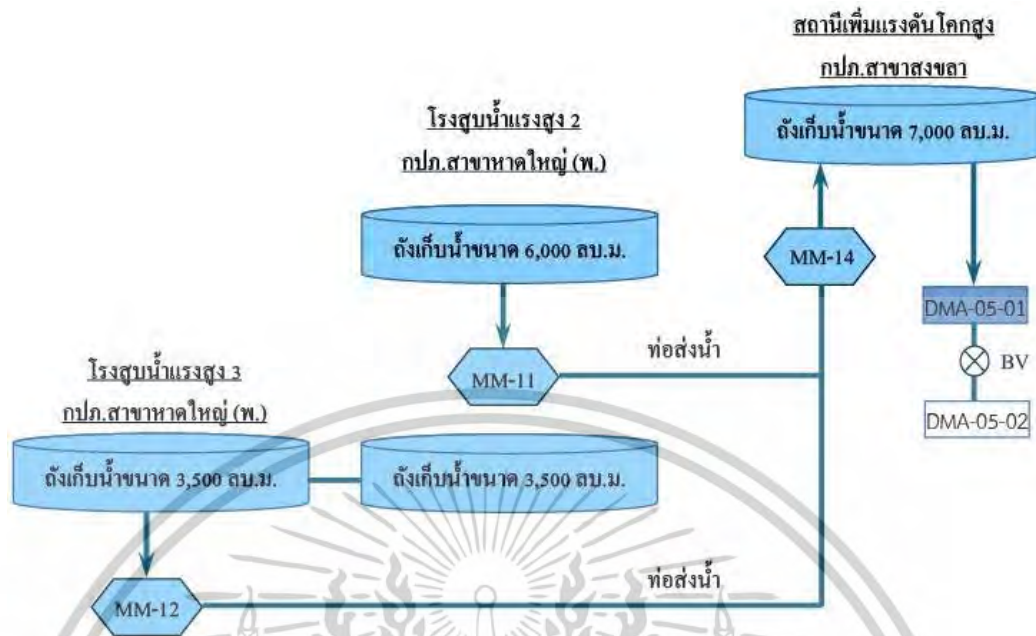 สถานีเพิ่มแรงดันโคกสูง
กปภ.สาขาสงขลา
ถังเก็บน้ำขนาด 7,000 ลบ.ม.
โรงสูบน้ำแรงสูง 2
กปภ.สาขาหาดใหญ่ (พ.)
ถังเก็บน้ำขนาด 6,000 ลบ.ม.
MM-14
DMA-05-01
BV
DMA-05-02
ท่อส่งน้ำ
MM-11
โรงสูบน้ำแรงสูง 3
กปภ.สาขาหาดใหญ่ (พ.)
ถังเก็บน้ำขนาด 3,500 ลบ.ม.
ถังเก็บน้ำขนาด 3,500 ลบ.ม.
ท่อส่งน้ำ
MM-12